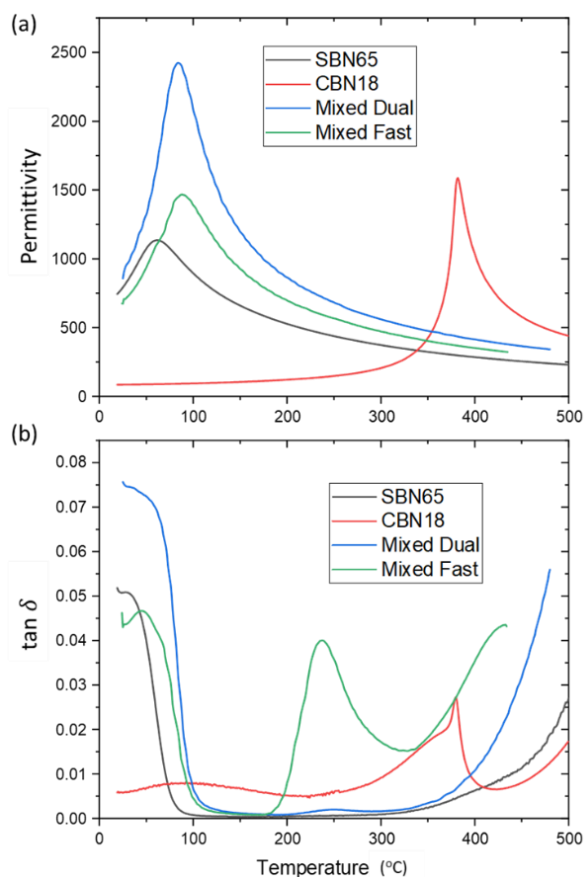 (a)
2500
2000
1500
1000
500
0
Permittivity
SBN65
CBN18
Mixed Dual
Mixed Fast
0 100 200 300 400 500
(b)
0.08
0.07
0.06
0.05
0.04
0.03
0.02
0.01
0.00
tan δ
SBN65
CBN18
Mixed Dual
Mixed Fast
0 100 200 300 400 500
Temperature (°C)